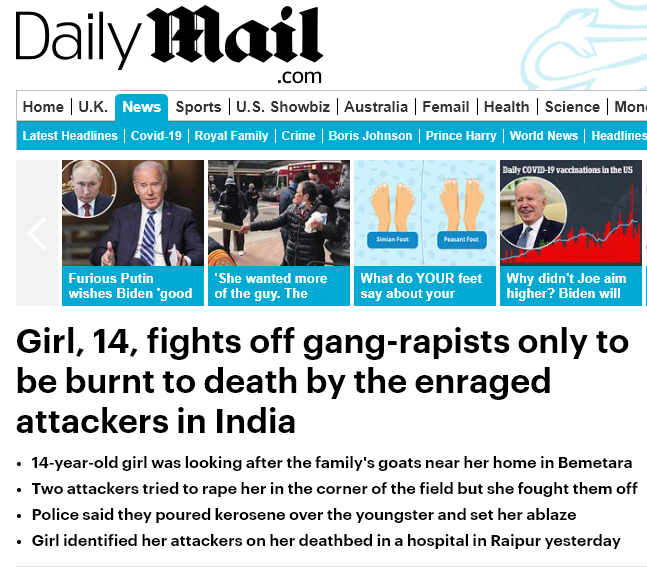 Daily Mail
.com
Home U.K. News Sports U.S. Showbiz Australia Femail Health Science Mon
Latest Headlines Covid-19 Royal Family Crime Boris Johnson Prince Harry World News Headlines
Daily COVID-19 vaccinations in the US
Simian Foot Peasant Foot
Furious Putin
wishes Biden 'good
'She wanted more
of the guy. The
What do YOUR feet
say about your
Why didn't Joe aim
higher? Biden will
Girl, 14, fights off gang-rapists only to
be burnt to death by the enraged
attackers in India
• 14-year-old girl was looking after the family's goats near her home in Bemetara
• Two attackers tried to rape her in the corner of the field but she fought them off
• Police said they poured kerosene over the youngster and set her ablaze
• Girl identified her attackers on her deathbed in a hospital in Raipur yesterday